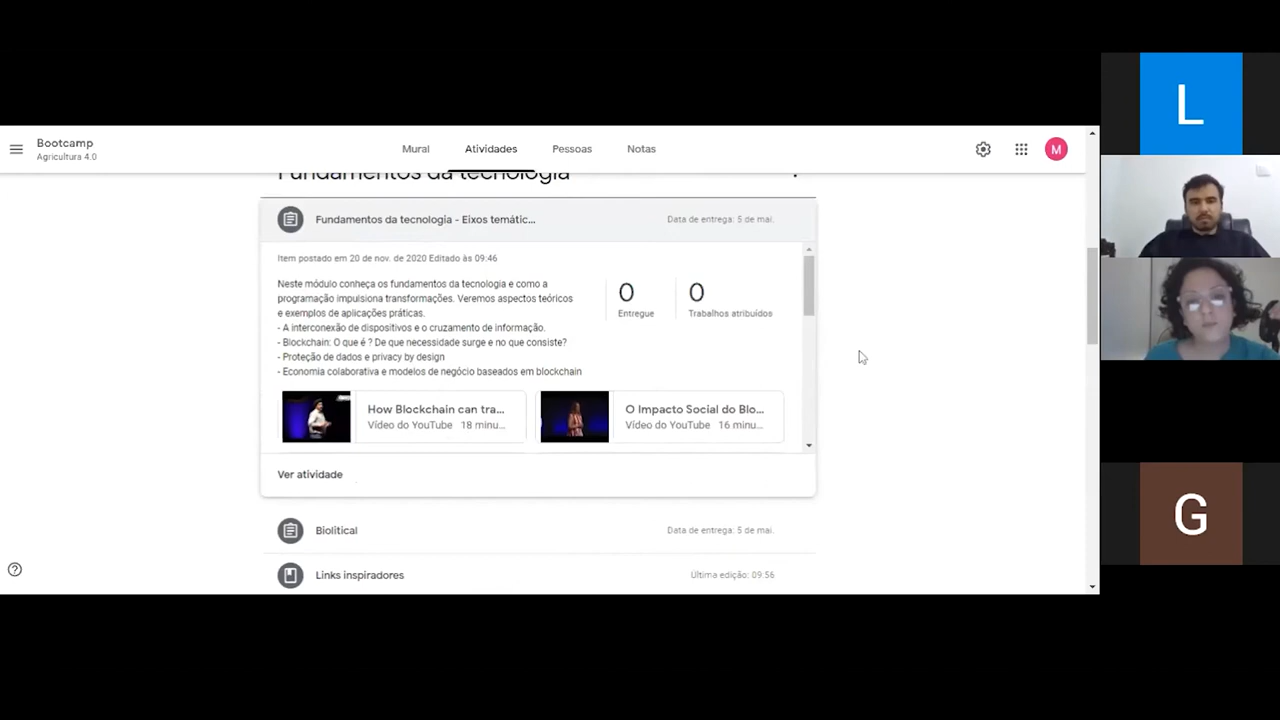 L
Bootcamp
Agricultura 4.0
Mural
Atividades
Pessoas
Notas
M
Fundamentos da tecnologia
Fundamentos da tecnologia - Eixos temátic...
Data de entrega: 5 de mai.
Item postado em 20 de nov. de 2020 Editado às 09:46
Neste módulo conheça os fundamentos da tecnologia e como a
programação impulsiona transformações. Veremos aspectos teóricos
e exemplos de aplicações práticas.
- A interconexão de dispositivos e o cruzamento de informação.
- Blockchain: O que é ? De que necessidade surge e no que consiste?
- Proteção de dados e privacy by design
- Economia colaborativa e modelos de negócio baseados em blockchain
0
Entregue
0
Trabalhos atribuídos
How Blockchain can tra...
Vídeo do YouTube 18 minu...
O Impacto Social do Blo...
Vídeo do YouTube 16 minu...
Ver atividade
Biolitical
Data de entrega: 5 de mai.
Links inspiradores
Última edição: 09:56
G